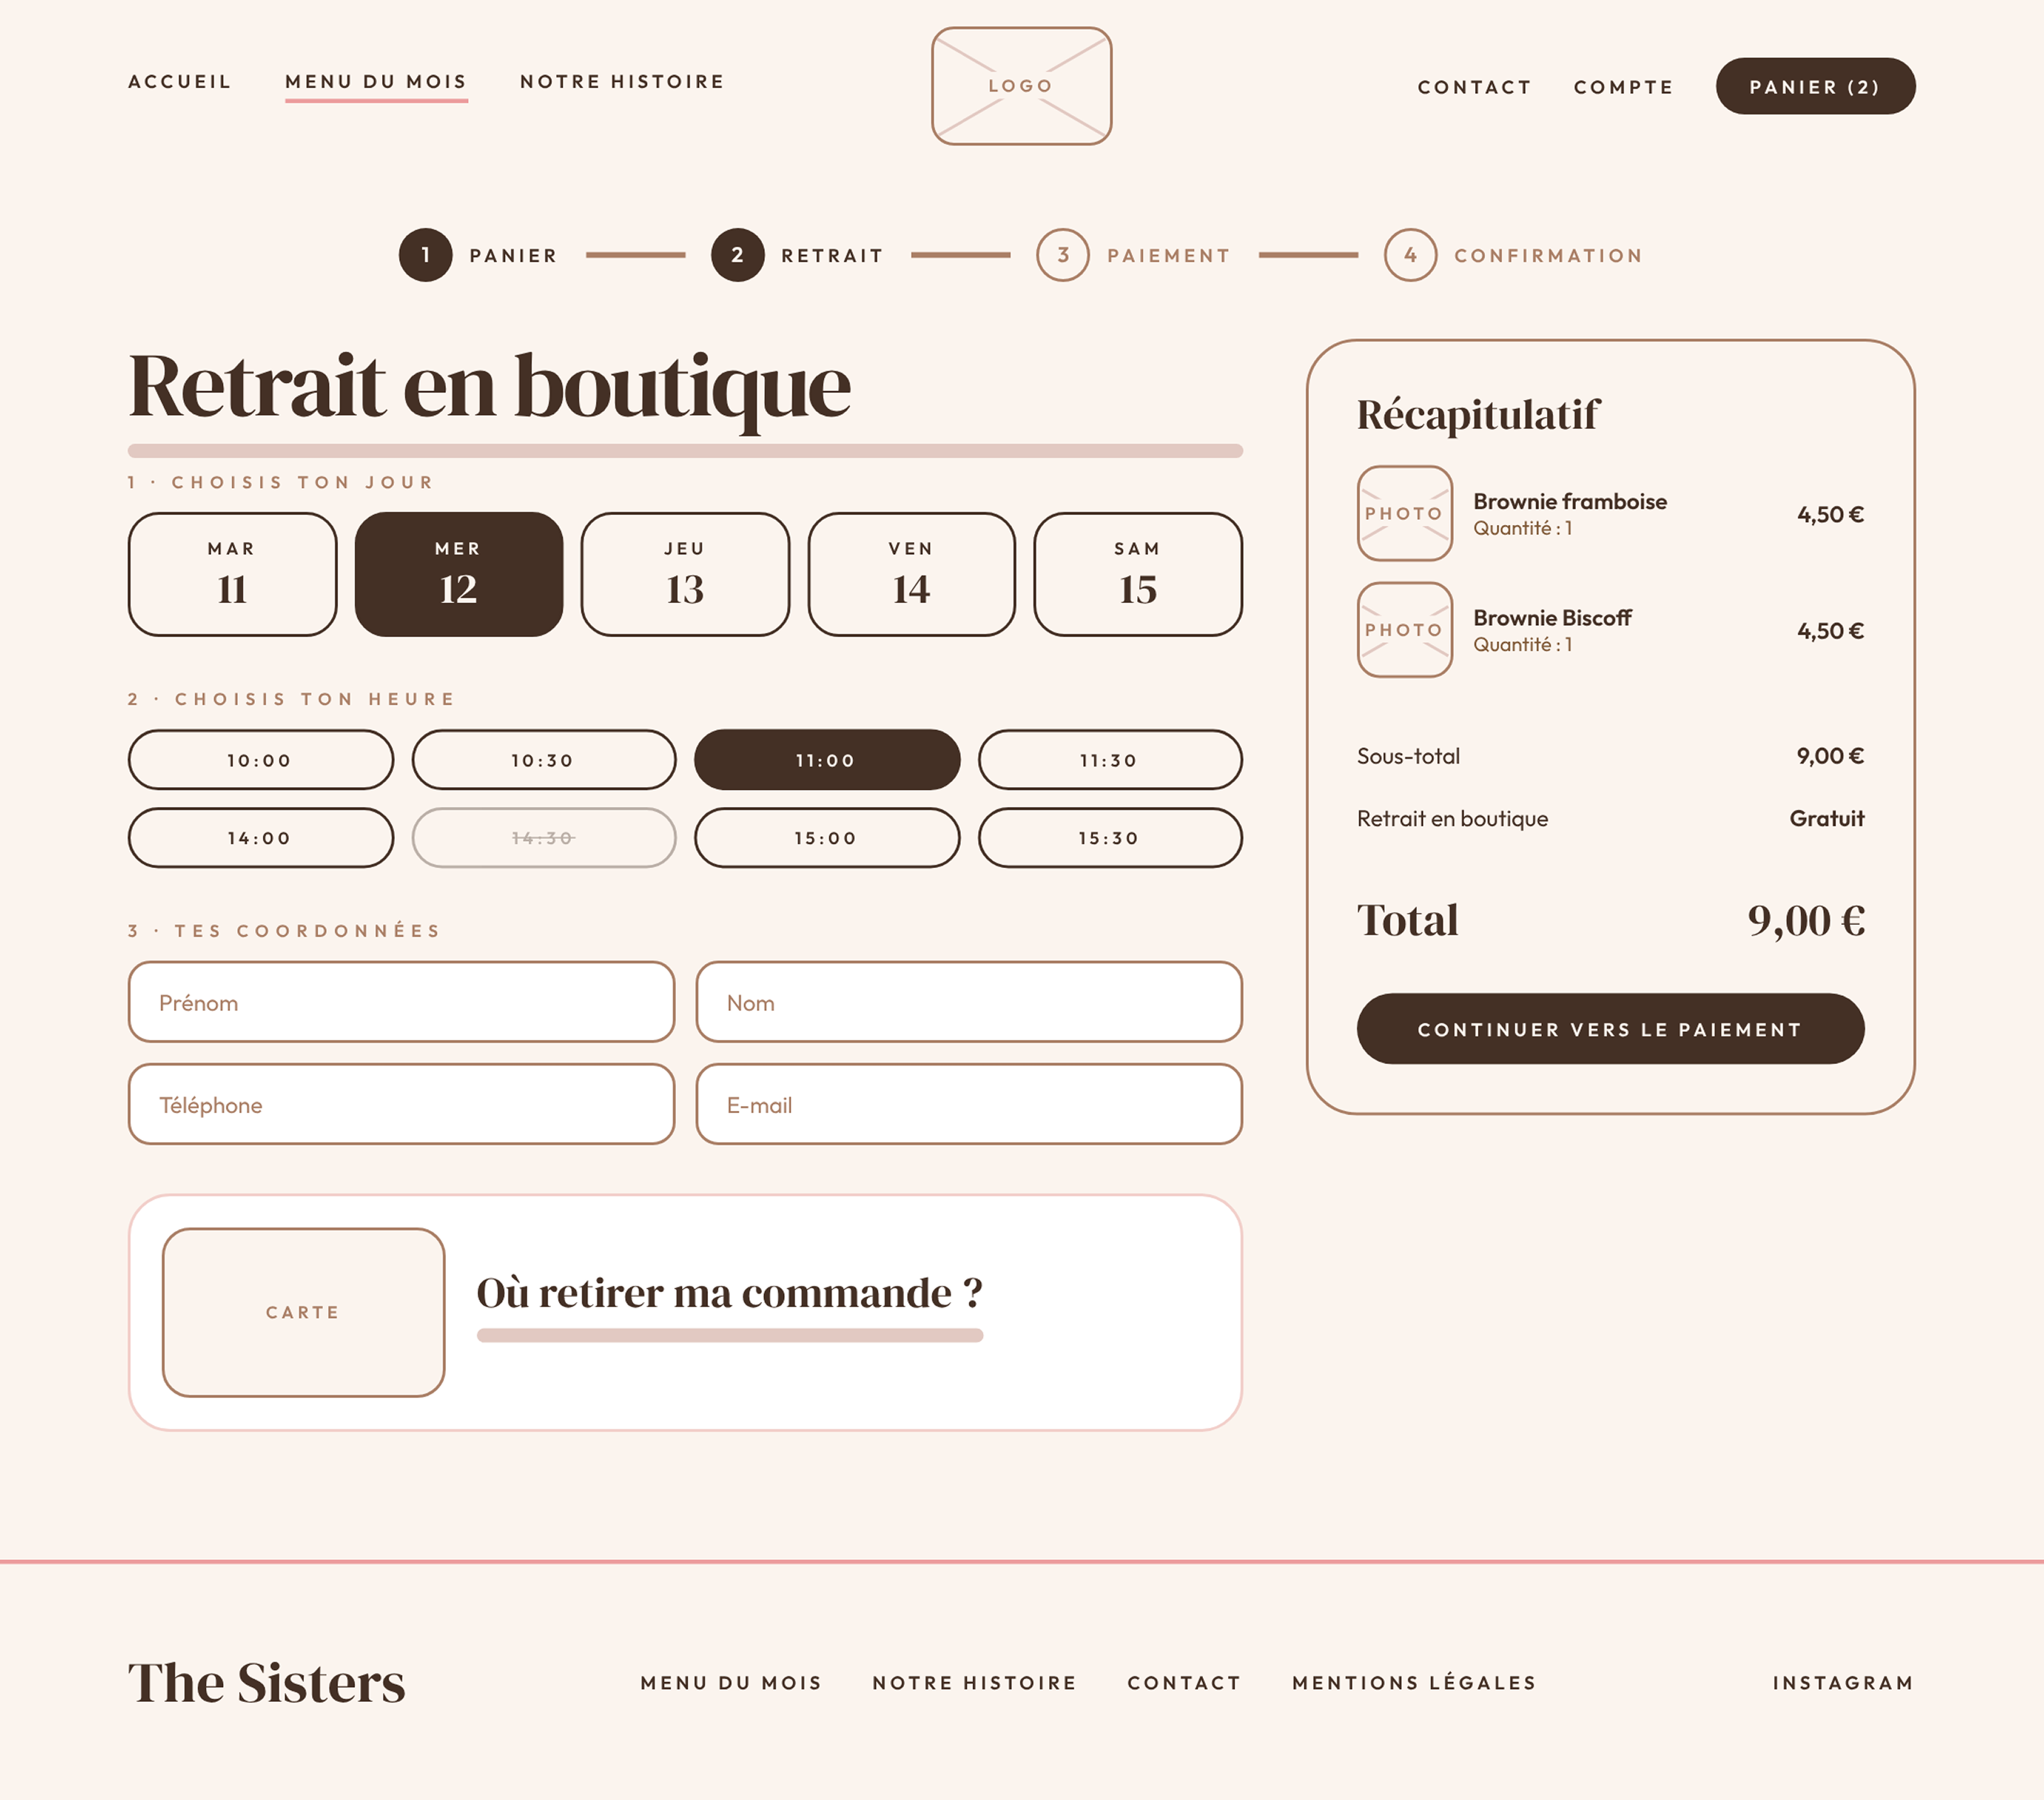 ACCUEIL MENU DU MOIS NOTRE HISTOIRE LOGO CONTACT COMPTE PANIER (2)
1 PANIER 2 RETRAIT 3 PAIEMENT 4 CONFIRMATION
Retrait en boutique
1 · CHOISIS TON JOUR
MAR
11
MER
12
JEU
13
VEN
14
SAM
15
2 · CHOISIS TON HEURE
10:00 10:30 11:00 11:30
14:00 14:30 15:00 15:30
3 · TES COORDONNÉES
Prénom Nom
Téléphone E-mail
CARTE
Où retirer ma commande ?
Récapitulatif
PHOTO
Brownie framboise
Quantité : 1
4,50 €
PHOTO
Brownie Biscoff
Quantité : 1
4,50 €
Sous-total 9,00 €
Retrait en boutique Gratuit
Total 9,00 €
CONTINUER VERS LE PAIEMENT
The Sisters MENU DU MOIS NOTRE HISTOIRE CONTACT MENTIONS LÉGALES INSTAGRAM